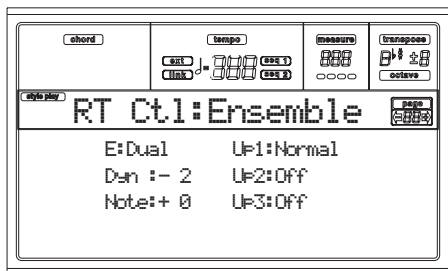 chord tempo measure transpose
ext seq 1
link seq 2
octave
style play page
RT Ctl:Ensemble
E:Dual Up1:Normal
Dyn :- 2 Up2:Off
Note:+ 0 Up3:Off